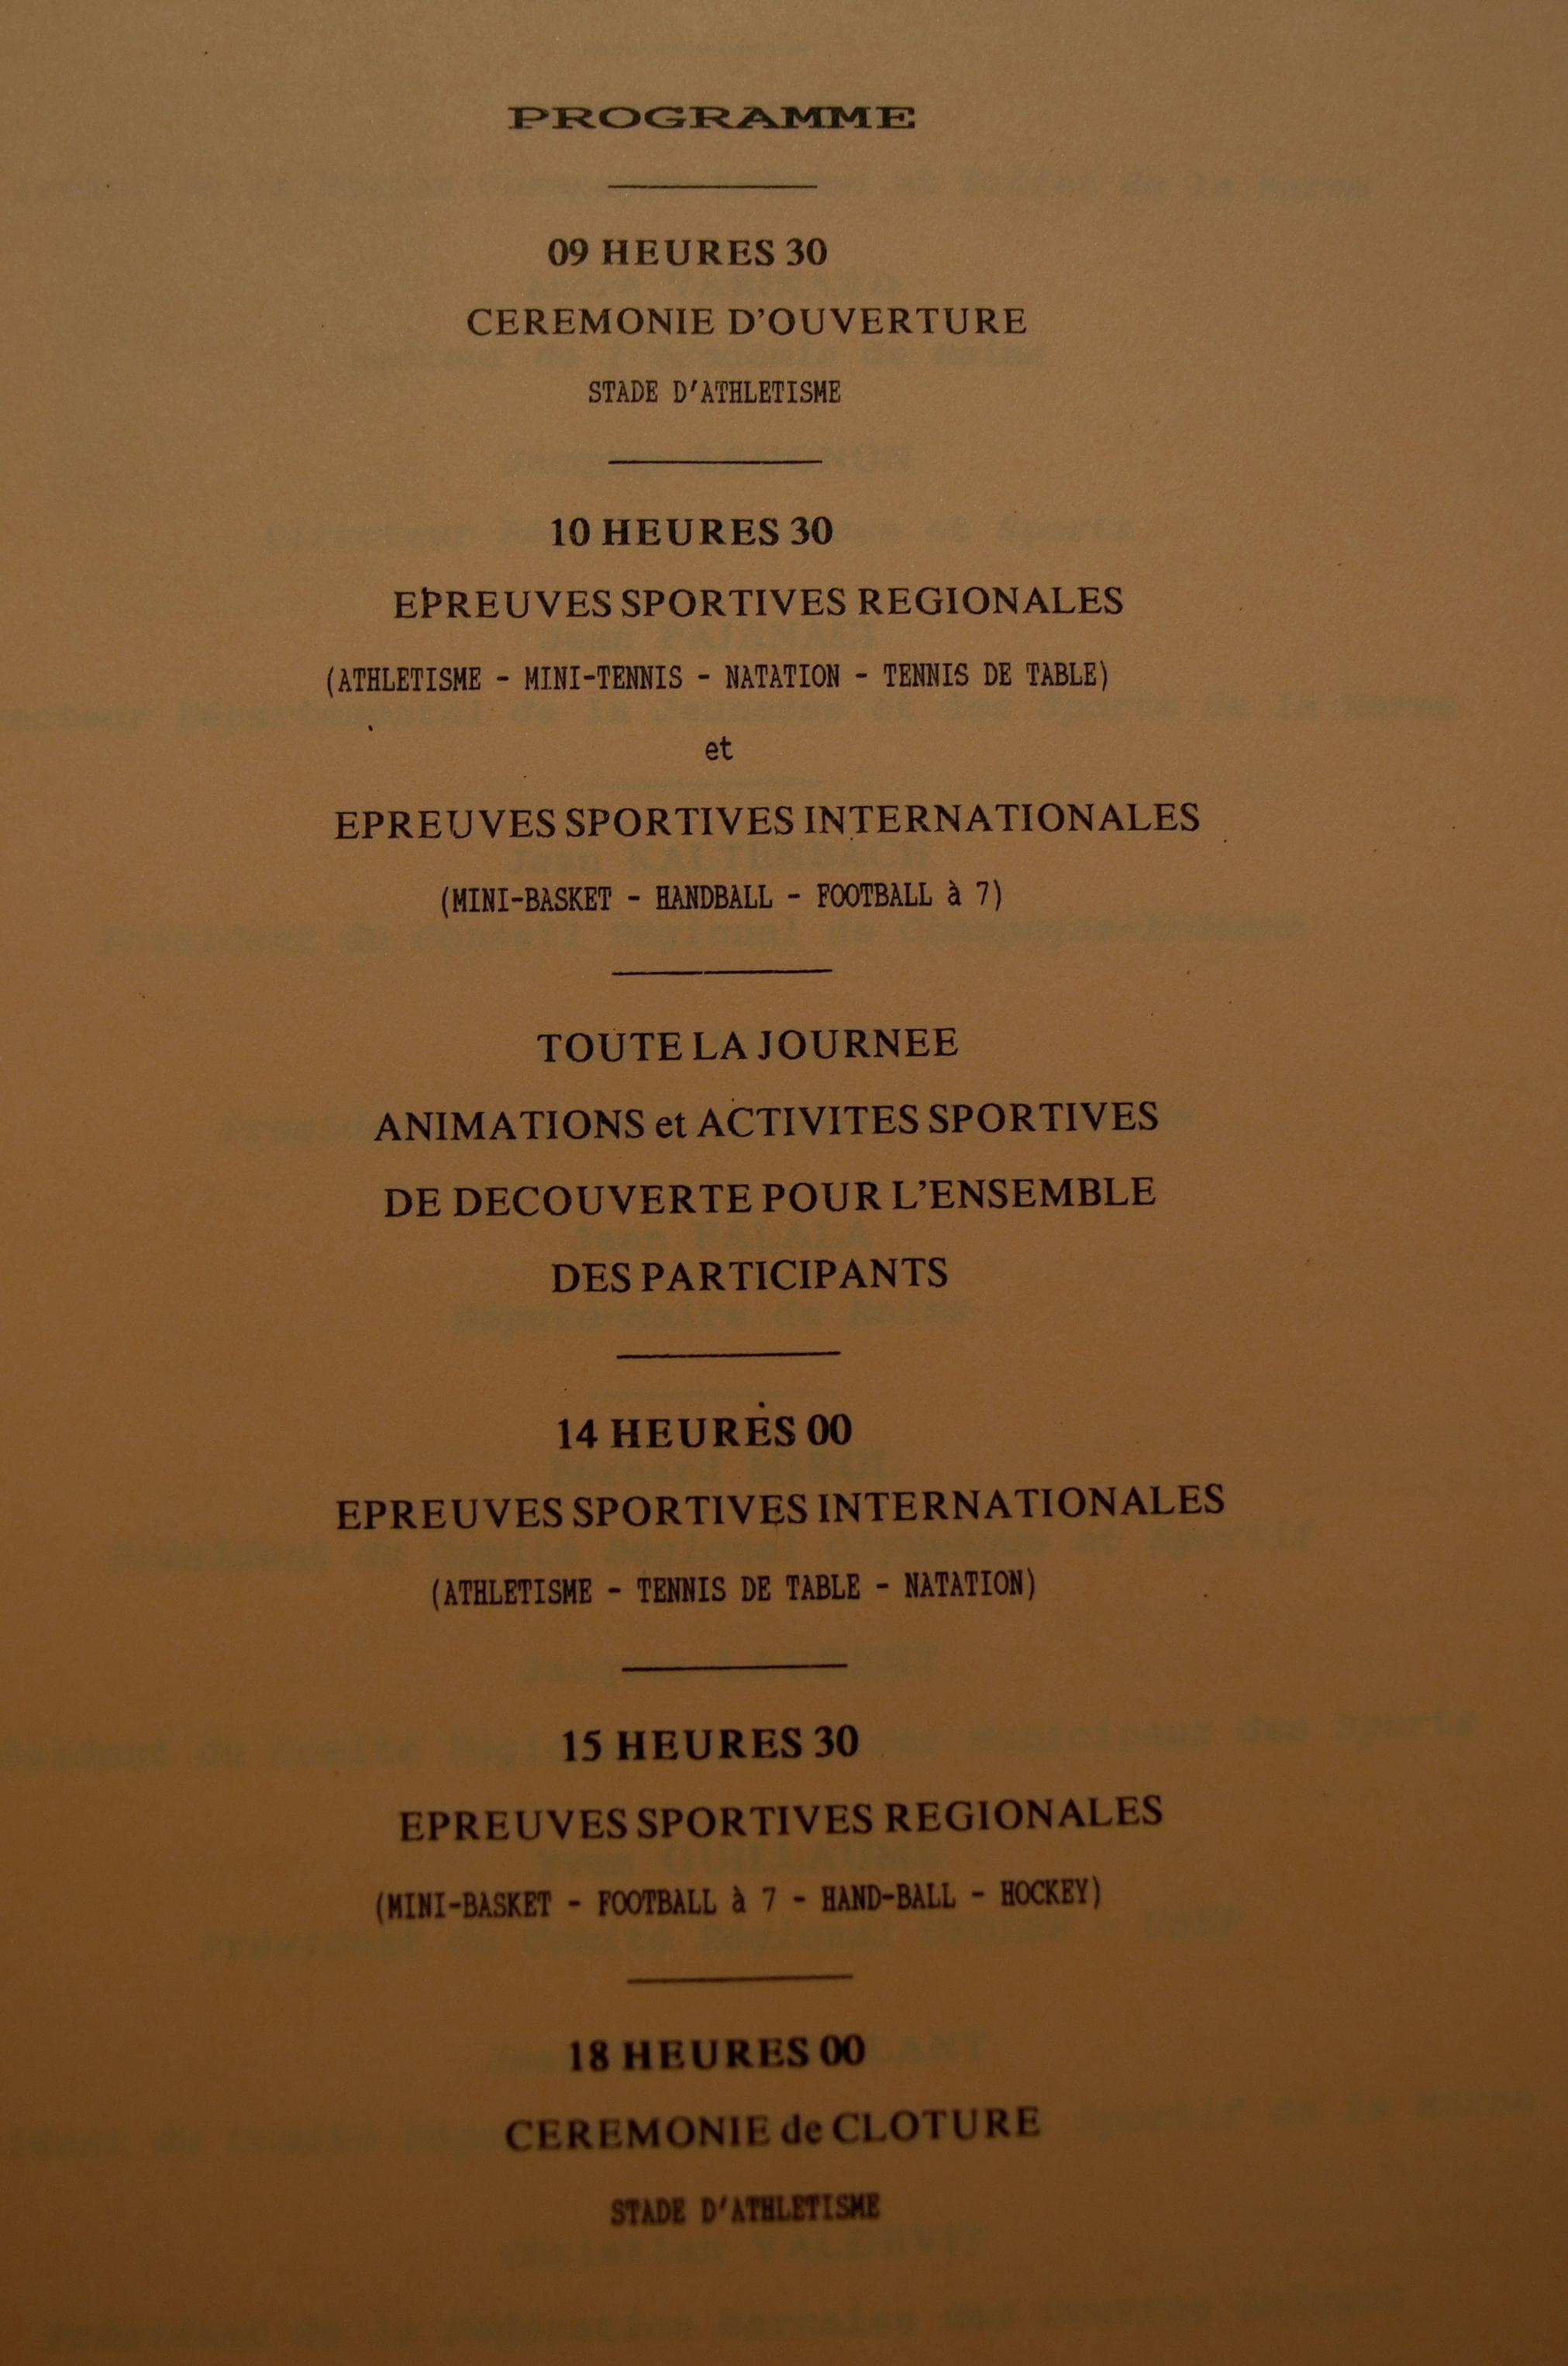 PROGRAMME
09 HEURES 30
CEREMONIE D'OUVERTURE
STADE D'ATHLETISME
10 HEURES 30
EPREUVES SPORTIVES REGIONALES
(ATHLETISME - MINI-TENNIS - NATATION - TENNIS DE TABLE)
et
EPREUVES SPORTIVES INTERNATIONALES
(MINI-BASKET - HANDBALL - FOOTBALL à 7)
TOUTE LA JOURNEE
ANIMATIONS et ACTIVITES SPORTIVES
DE DECOUVERTE POUR L'ENSEMBLE
DES PARTICIPANTS
14 HEURES 00
EPREUVES SPORTIVES INTERNATIONALES
(ATHLETISME - TENNIS DE TABLE - NATATION)
15 HEURES 30
EPREUVES SPORTIVES REGIONALES
(MINI-BASKET - FOOTBALL à 7 - HAND-BALL - HOCKEY)
18 HEURES 00
CEREMONIE de CLOTURE
STADE D'ATHLETISME